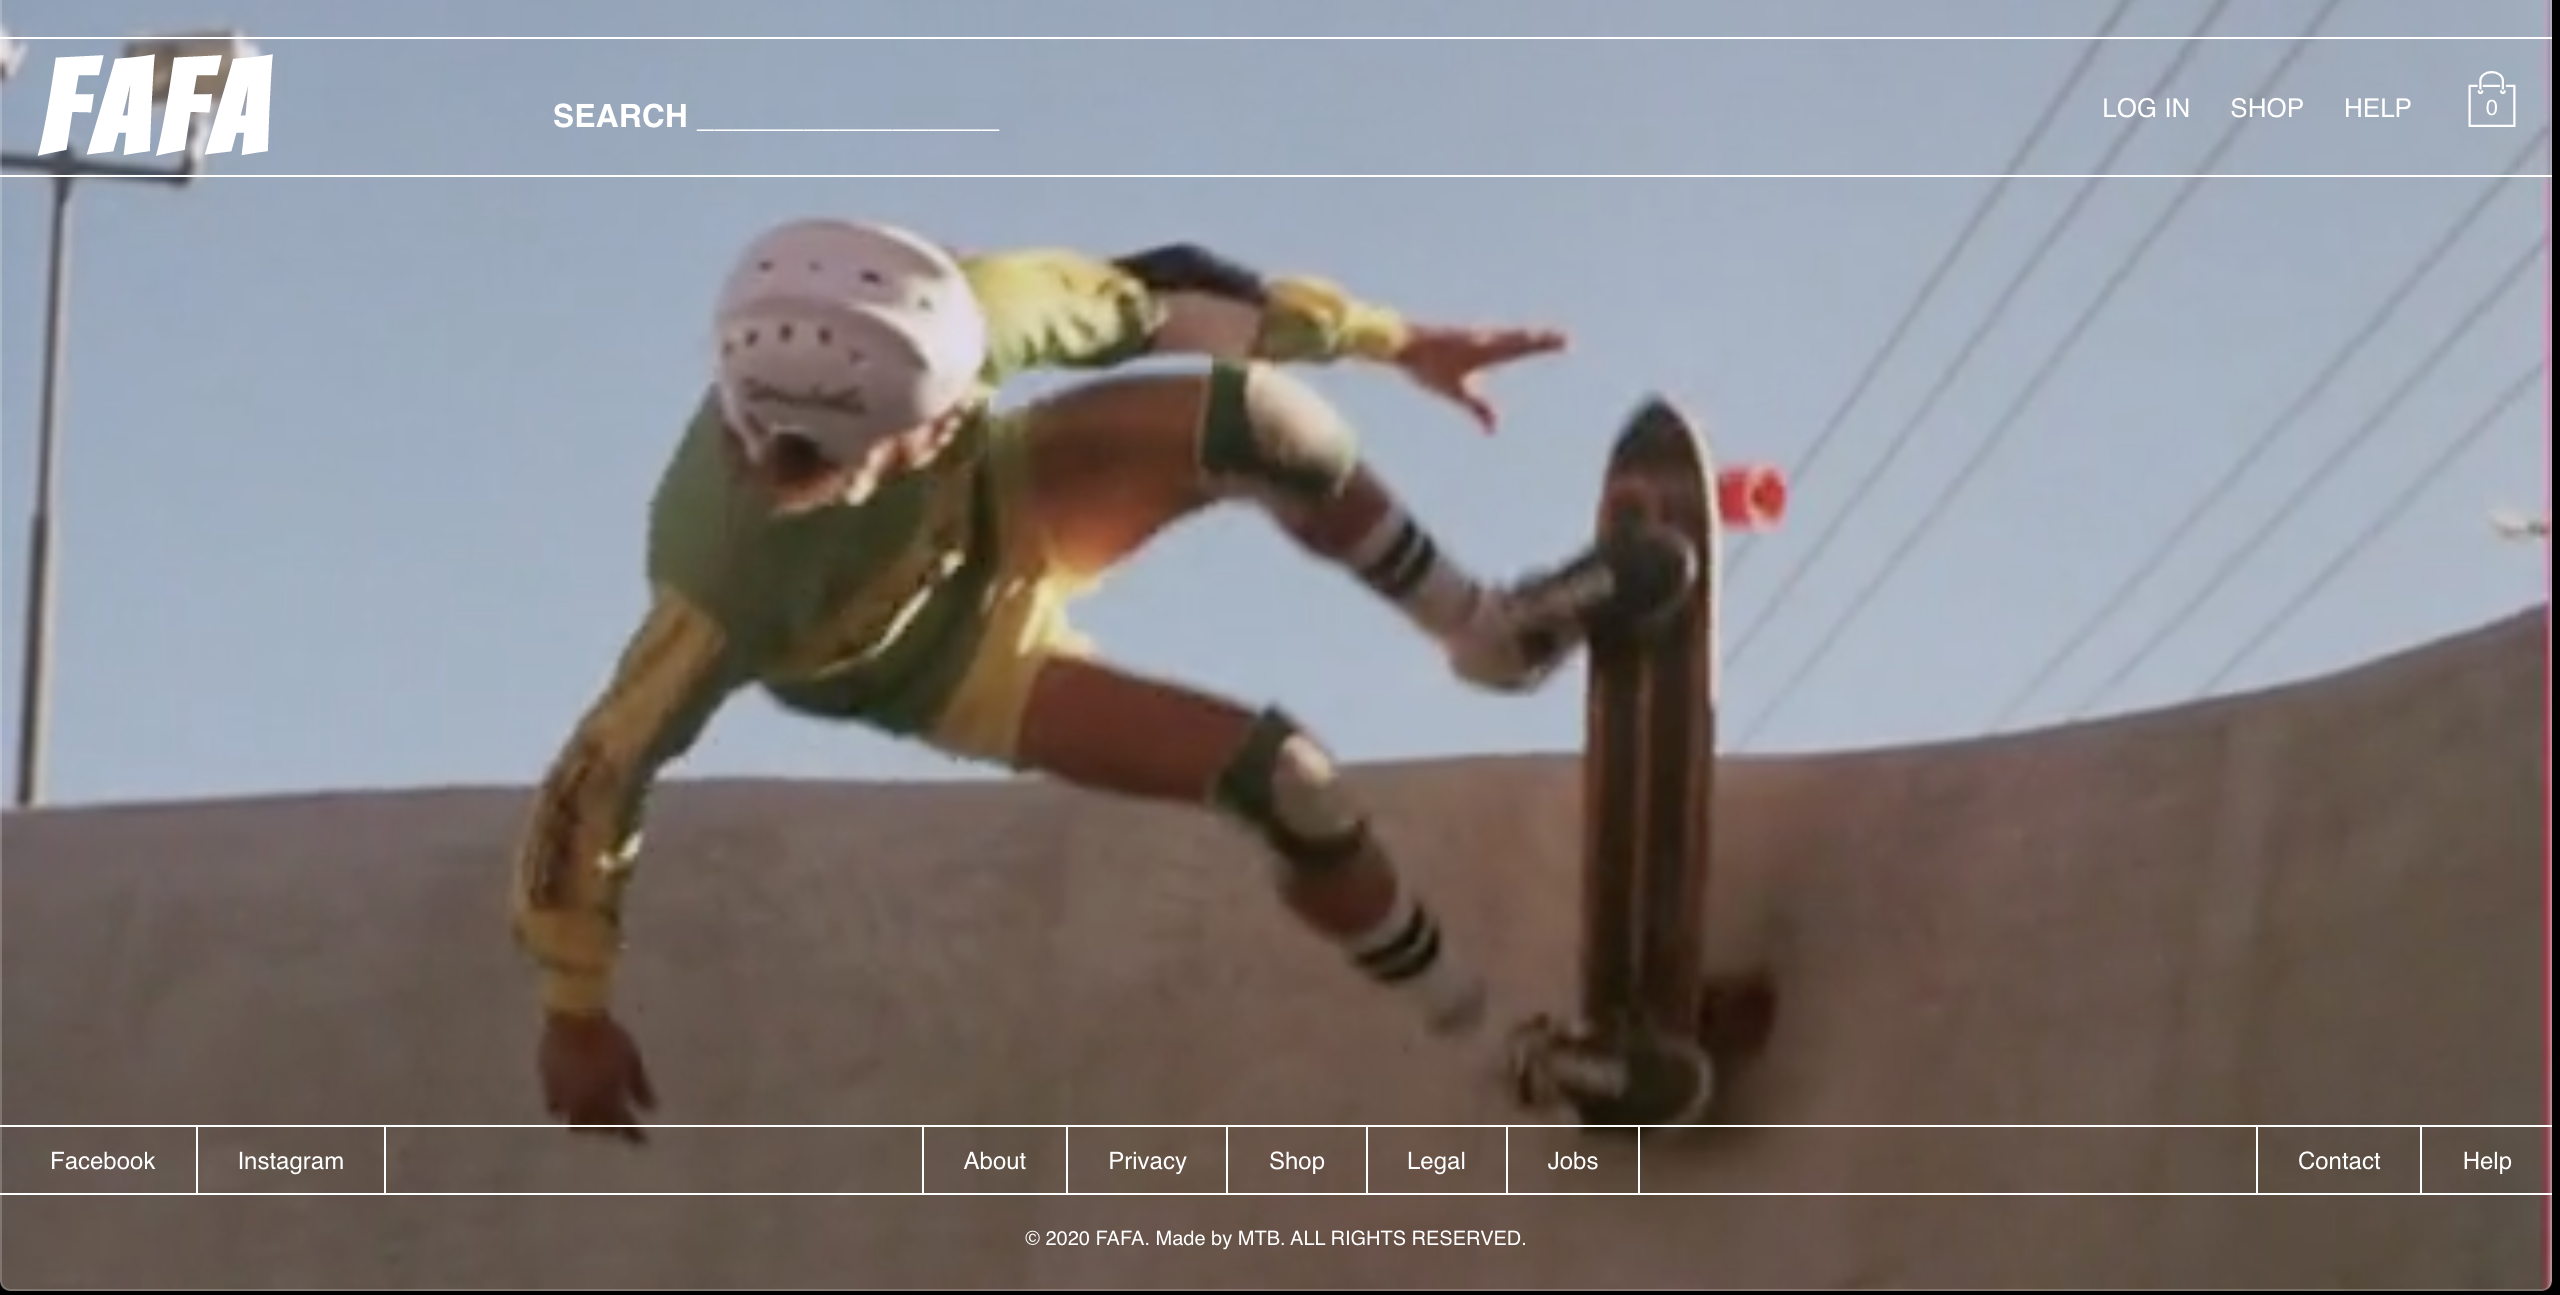 FAFA
SEARCH ____________________
LOG IN SHOP HELP 0
Facebook Instagram About Privacy Shop Legal Jobs Contact Help
© 2020 FAFA. Made by MTB. ALL RIGHTS RESERVED.